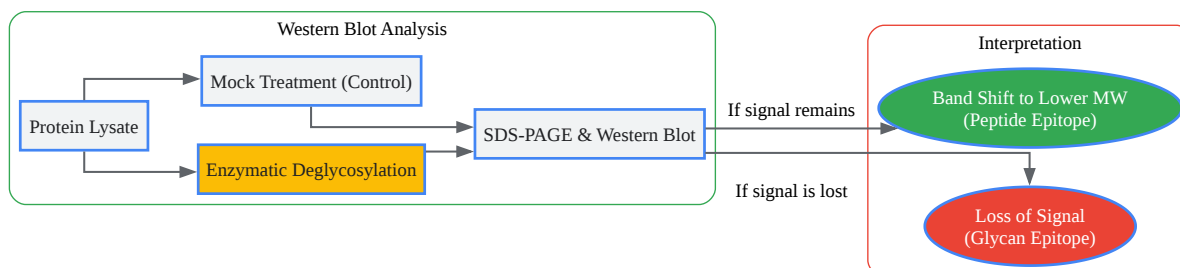 Western Blot Analysis
Protein Lysate
Mock Treatment (Control)
Enzymatic Deglycosylation
SDS-PAGE & Western Blot
If signal remains
If signal is lost
Interpretation
Band Shift to Lower MW
(Peptide Epitope)
Loss of Signal
(Glycan Epitope)